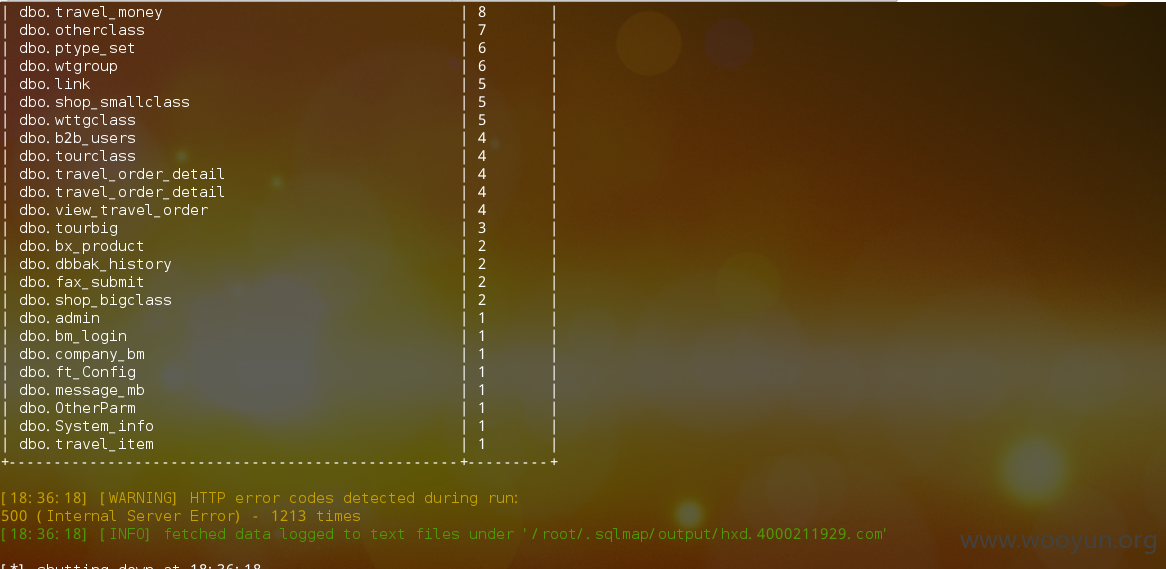 | dbo.travel_money | 8 |
| dbo.otherclass | 7 |
| dbo.ptype_set | 6 |
| dbo.wtgroup | 6 |
| dbo.link | 5 |
| dbo.shop_smallclass | 5 |
| dbo.wttgclass | 5 |
| dbo.b2b_users | 4 |
| dbo.tourclass | 4 |
| dbo.travel_order_detail | 4 |
| dbo.travel_order_detail | 4 |
| dbo.view_travel_order | 4 |
| dbo.tourbig | 3 |
| dbo.bx_product | 2 |
| dbo.dbbak_history | 2 |
| dbo.fax_submit | 2 |
| dbo.shop_bigclass | 2 |
| dbo.admin | 1 |
| dbo.bm_login | 1 |
| dbo.company_bm | 1 |
| dbo.ft_Config | 1 |
| dbo.message_mb | 1 |
| dbo.OtherParm | 1 |
| dbo.System_info | 1 |
| dbo.travel_item | 1 |
+--------------------------------------------------+---------+
[18:36:18] [WARNING] HTTP error codes detected during run:
500 (Internal Server Error) - 1213 times
[18:36:18] [INFO] fetched data logged to text files under '/root/.sqlmap/output/hxd.4000211929.com'
www.wooyun.org
[*] shutting down at 18:36:18